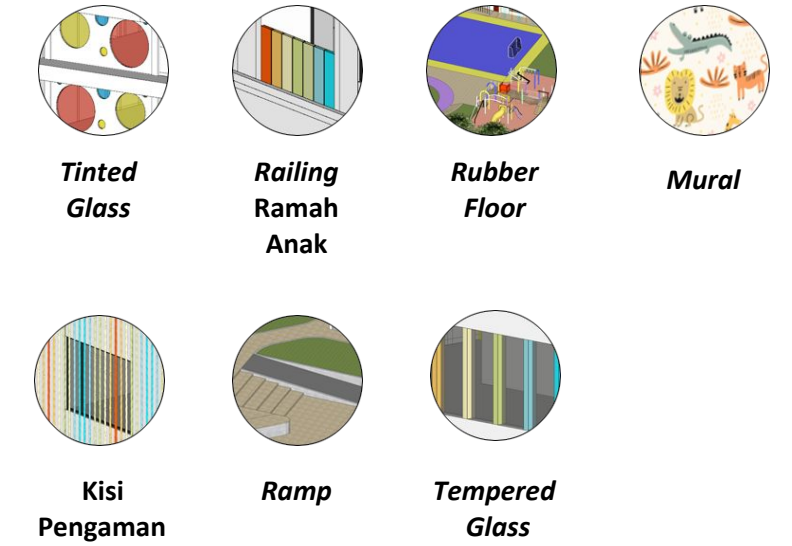 Tinted
Glass
Railing
Ramah
Anak
Rubber
Floor
Mural
Kisi
Pengaman
Ramp
Tempered
Glass